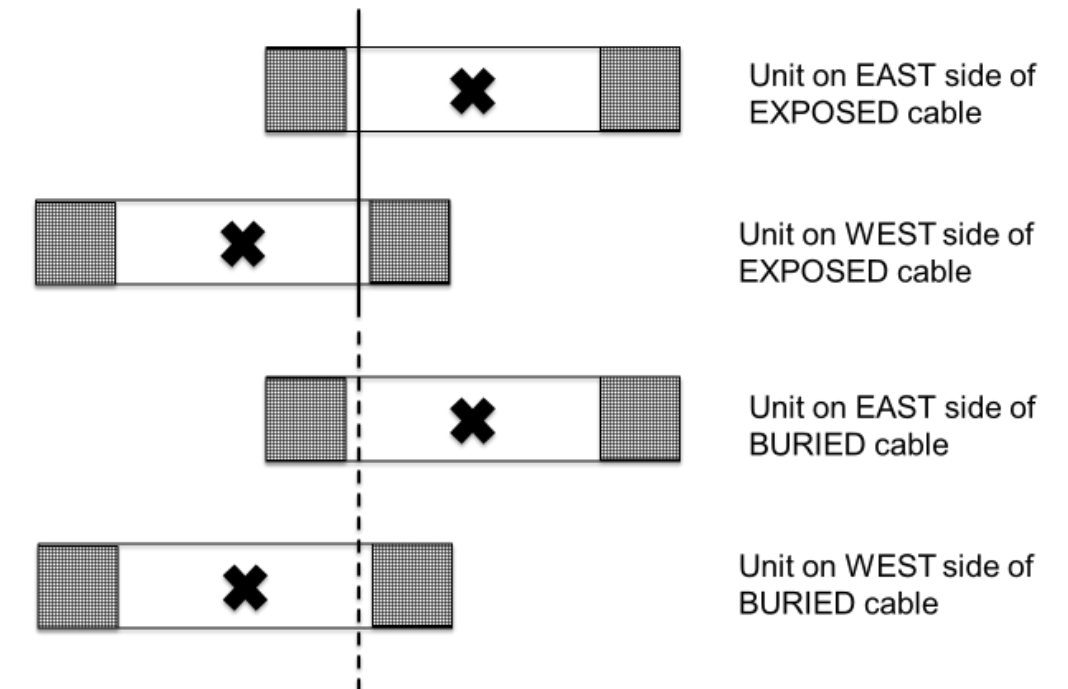 Unit on EAST side of
EXPOSED cable
Unit on WEST side of
EXPOSED cable
Unit on EAST side of
BURIED cable
Unit on WEST side of
BURIED cable